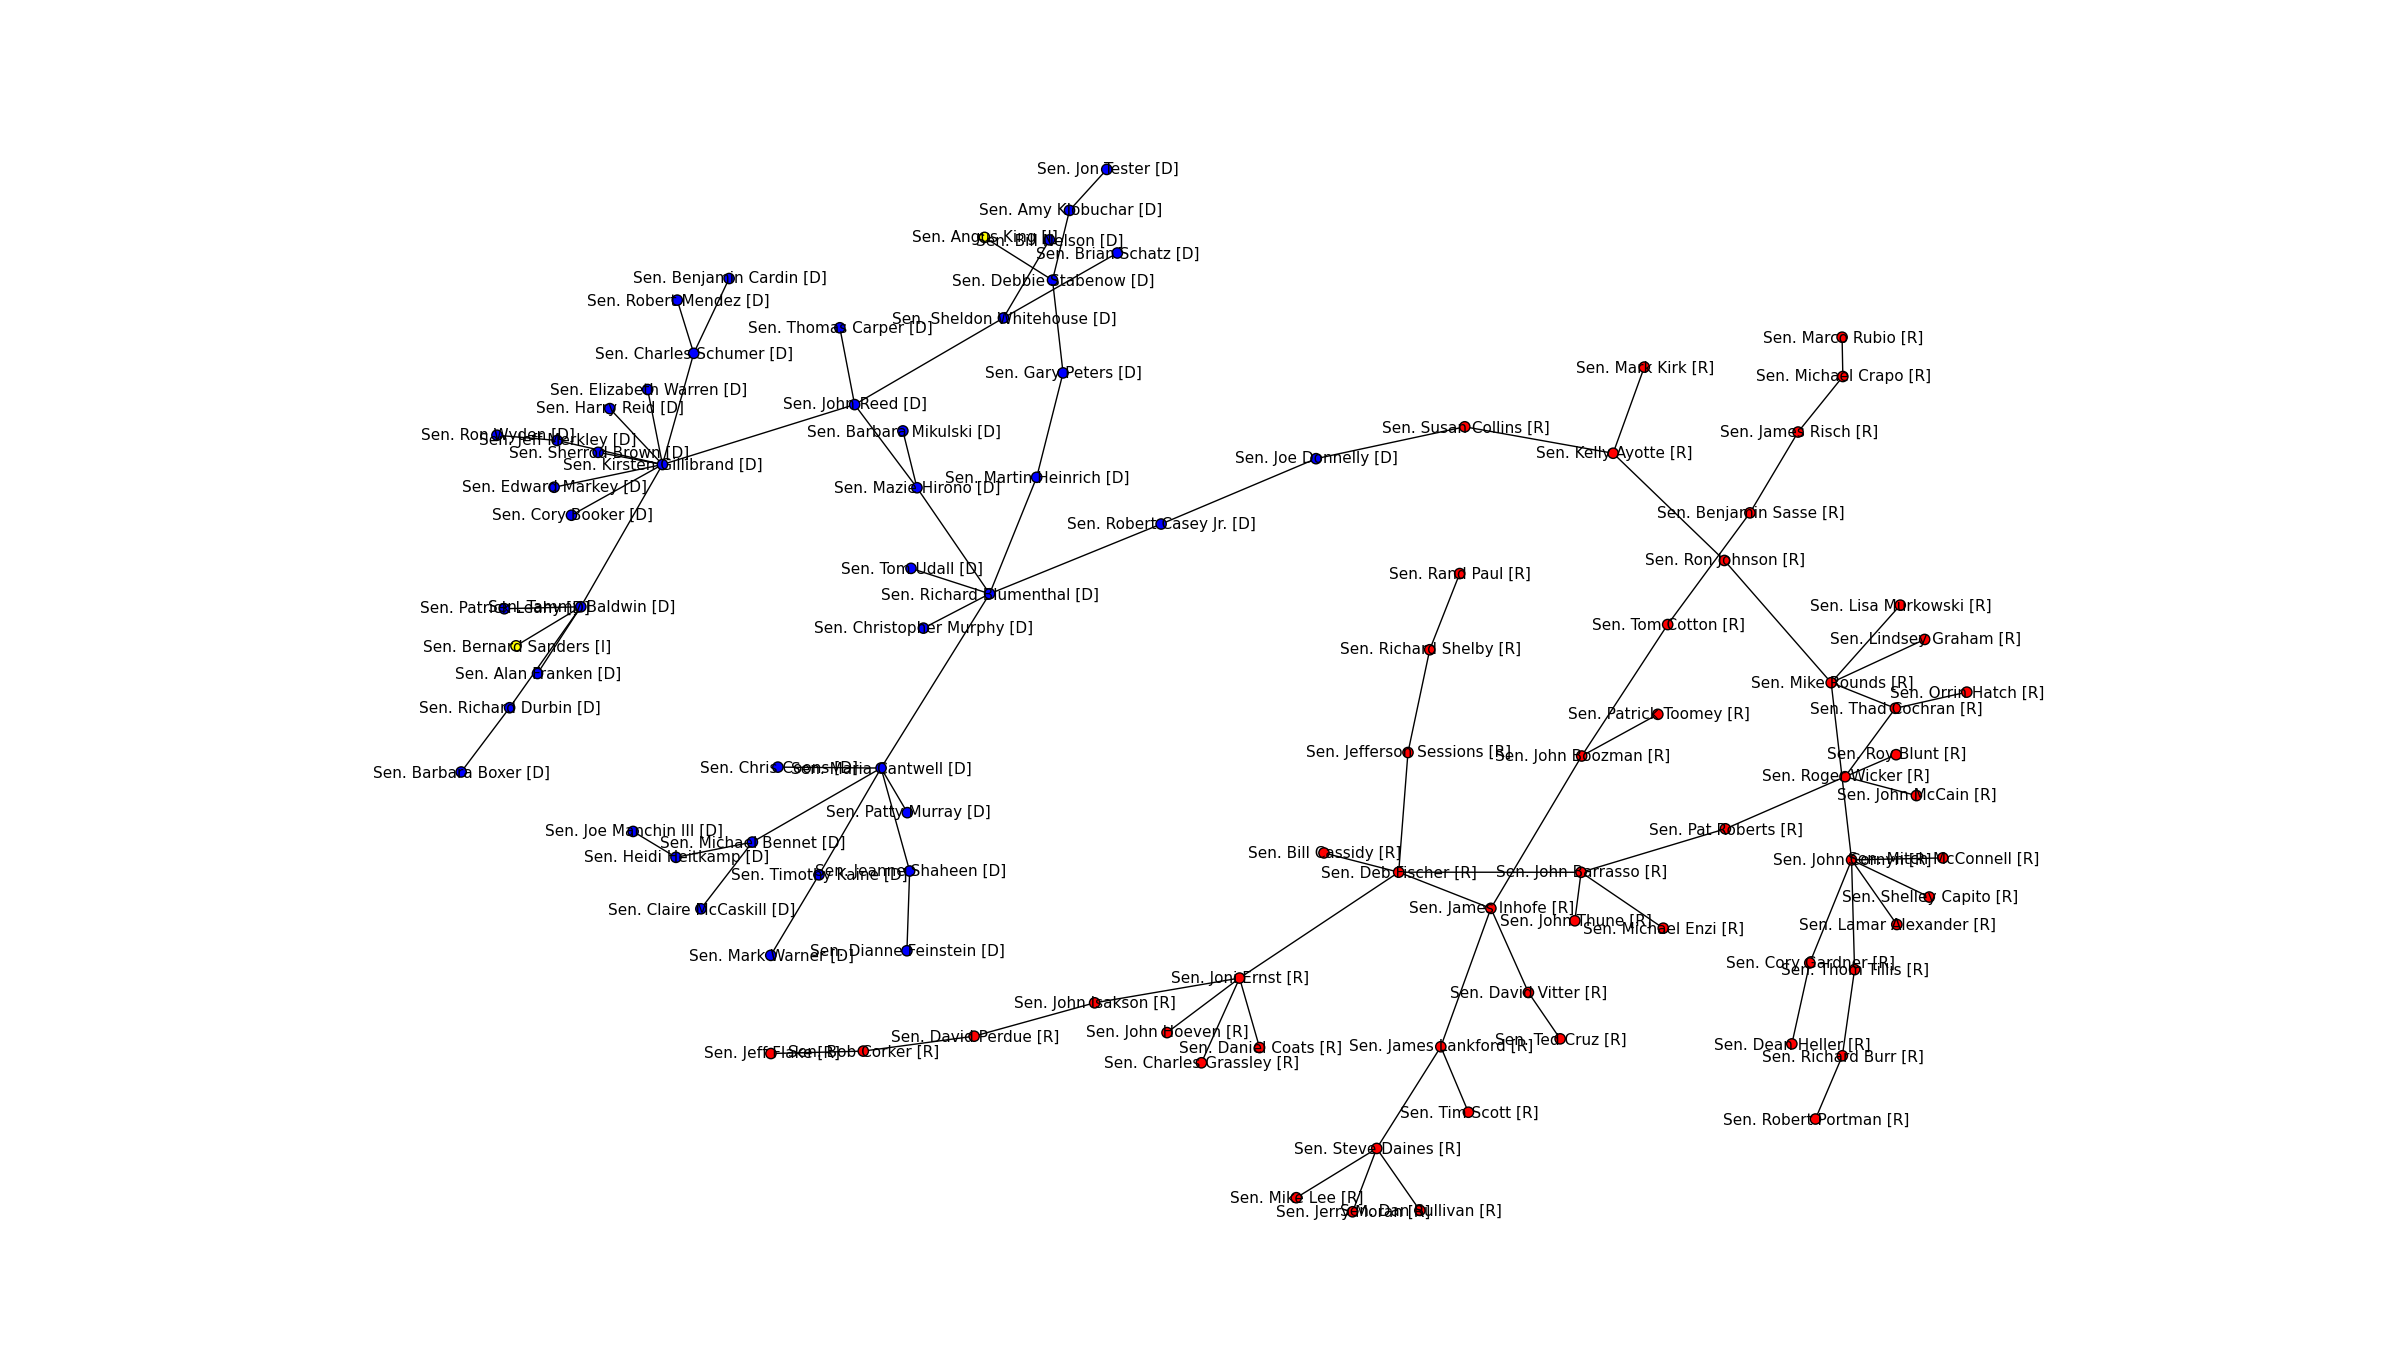 Sen. Jon Tester [D]
Sen. Amy Klobuchar [D]
Sen. Angus King [I]
Sen. Bill Nelson [D]
Sen. Brian Schatz [D]
Sen. Benjamin Cardin [D]
Sen. Debbie Stabenow [D]
Sen. Robert Mendez [D]
Sen. Sheldon Whitehouse [D]
Sen. Thomas Carper [D]
Sen. Marco Rubio [R]
Sen. Charles Schumer [D]
Sen. Mark Kirk [R]
Sen. Gary Peters [D]
Sen. Michael Crapo [R]
Sen. Elizabeth Warren [D]
Sen. John Reed [D]
Sen. Harry Reid [D]
Sen. Susan Collins [R]
Sen. Barbara Mikulski [D]
Sen. James Risch [R]
Sen. Ron Wyden [D]
Sen. Jeff Merkley [D]
Sen. Sherrod Brown [D]
Sen. Kelly Ayotte [R]
Sen. Joe Donnelly [D]
Sen. Kirsten Gillibrand [D]
Sen. Martin Heinrich [D]
Sen. Edward Markey [D]
Sen. Mazie Hirono [D]
Sen. Benjamin Sasse [R]
Sen. Cory Booker [D]
Sen. Robert Casey Jr. [D]
Sen. Ron Johnson [R]
Sen. Tom Udall [D]
Sen. Rand Paul [R]
Sen. Richard Blumenthal [D]
Sen. Lisa Murkowski [R]
Sen. Patrick Leahy [D]
Sen. Tammy Baldwin [D]
Sen. Tom Cotton [R]
Sen. Christopher Murphy [D]
Sen. Lindsey Graham [R]
Sen. Bernard Sanders [I]
Sen. Richard Shelby [R]
Sen. Alan Franken [D]
Sen. Mike Rounds [R]
Sen. Orrin Hatch [R]
Sen. Richard Durbin [D]
Sen. Thad Cochran [R]
Sen. Patrick Toomey [R]
Sen. Jefferson Sessions [R]
Sen. John Boozman [R]
Sen. Roy Blunt [R]
Sen. Chris Coons [D]
Sen. Maria Cantwell [D]
Sen. Barbara Boxer [D]
Sen. Roger Wicker [R]
Sen. John McCain [R]
Sen. Patty Murray [D]
Sen. Pat Roberts [R]
Sen. Joe Manchin III [D]
Sen. Michael Bennet [D]
Sen. Bill Cassidy [R]
Sen. Heidi Heitkamp [D]
Sen. John Cornyn [R]
Sen. Mitch McConnell [R]
Sen. Jeanne Shaheen [D]
Sen. Deb Fischer [R]
Sen. John Barrasso [R]
Sen. Timothy Kaine [D]
Sen. Shelley Capito [R]
Sen. Claire McCaskill [D]
Sen. James Inhofe [R]
Sen. John Thune [R]
Sen. Lamar Alexander [R]
Sen. Michael Enzi [R]
Sen. Dianne Feinstein [D]
Sen. Mark Warner [D]
Sen. Cory Gardner [R]
Sen. Thom Tillis [R]
Sen. Joni Ernst [R]
Sen. David Vitter [R]
Sen. John Isakson [R]
Sen. John Hoeven [R]
Sen. David Perdue [R]
Sen. Ted Cruz [R]
Sen. Dean Heller [R]
Sen. James Lankford [R]
Sen. Daniel Coats [R]
Sen. Jeff Flake [R]
Sen. Bob Corker [R]
Sen. Richard Burr [R]
Sen. Charles Grassley [R]
Sen. Tim Scott [R]
Sen. Robert Portman [R]
Sen. Steve Daines [R]
Sen. Mike Lee [R]
Sen. Jerry Moran [R]
Sen. Dan Sullivan [R]